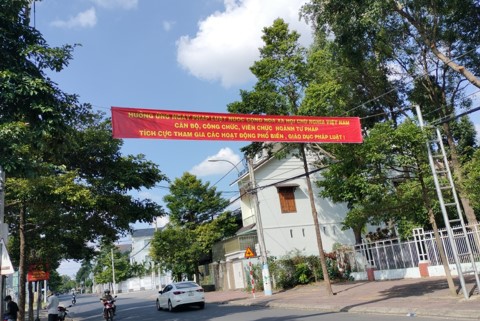 HƯỞNG ỨNG NGÀY PHÁP LUẬT NƯỚC CỘNG HÒA XÃ HỘI CHỦ NGHĨA VIỆT NAM
CÁN BỘ, CÔNG CHỨC, VIÊN CHỨC NGÀNH TƯ PHÁP
TÍCH CỰC THAM GIA CÁC HOẠT ĐỘNG PHỔ BIẾN, GIÁO DỤC PHÁP LUẬT !